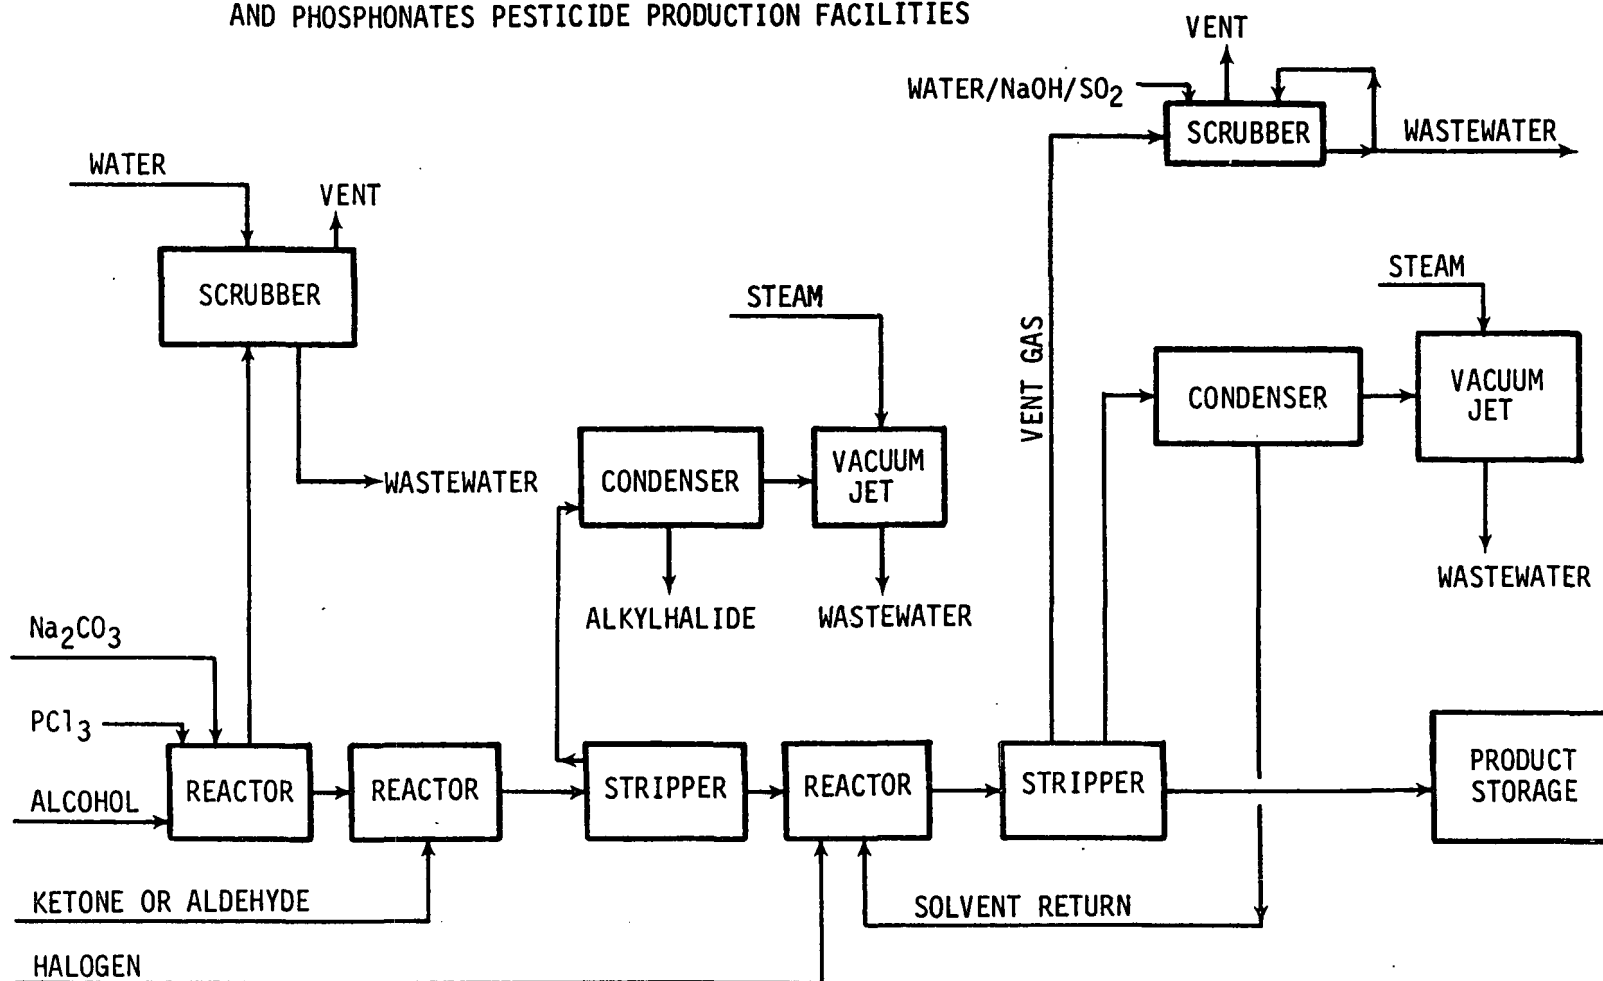 AND PHOSPHONATES PESTICIDE PRODUCTION FACILITIES
VENT
WATER/NaOH/SO2
SCRUBBER
WASTEWATER
WATER
VENT
SCRUBBER
STEAM
STEAM
VENT GAS
CONDENSER
VACUUM
JET
CONDENSER
VACUUM
JET
WASTEWATER
WASTEWATER
ALKYLHALIDE
WASTEWATER
Na2CO3
PCl3
ALCOHOL
REACTOR
REACTOR
STRIPPER
REACTOR
STRIPPER
PRODUCT
STORAGE
KETONE OR ALDEHYDE
SOLVENT RETURN
HALOGEN